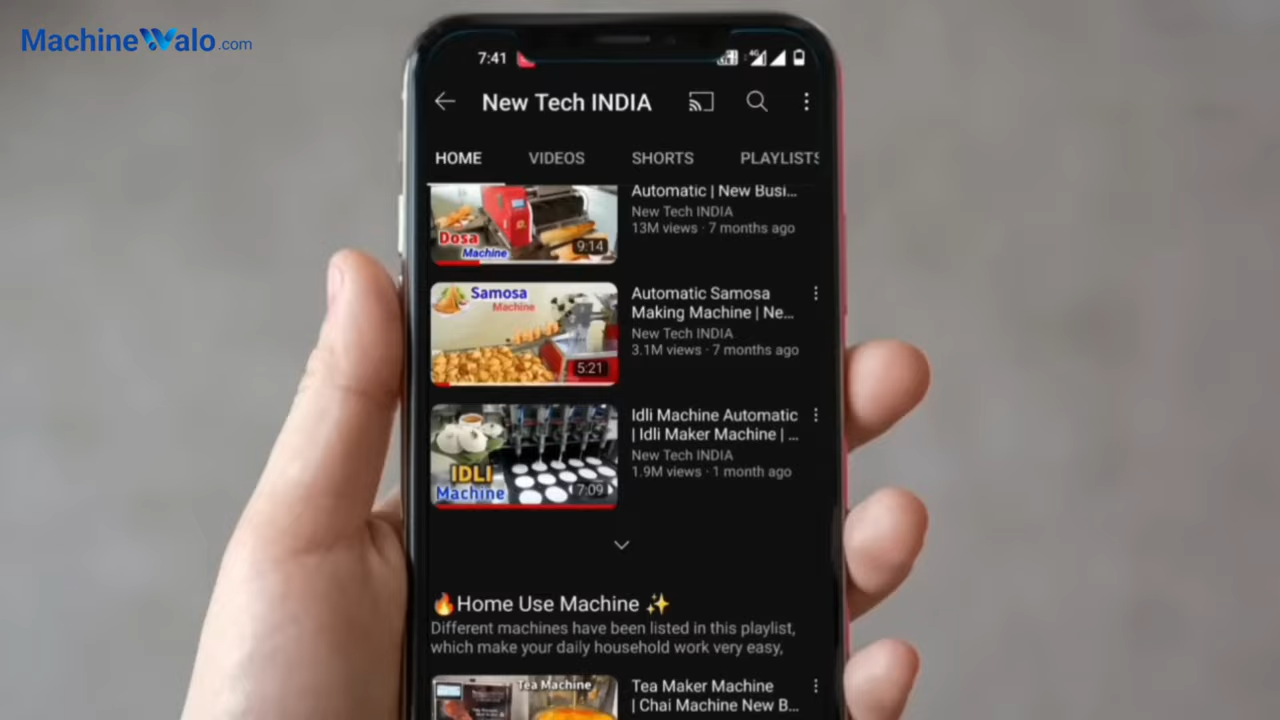 MachineWalo.com
7:41
4G
New Tech INDIA
HOME VIDEOS SHORTS PLAYLISTS
Automatic | New Busi...
New Tech INDIA
13M views · 7 months ago
Dosa
Machine
9:14
Samosa
Machine
5:21
Automatic Samosa
Making Machine | Ne...
New Tech INDIA
3.1M views · 7 months ago
IDLI
Machine
7:09
Idli Machine Automatic
| Idli Maker Machine | ...
New Tech INDIA
1.9M views · 1 month ago
🔥Home Use Machine ✨
Different machines have been listed in this playlist,
which make your daily household work very easy,
Tea Machine
Tea Maker Machine
| Chai Machine New B...